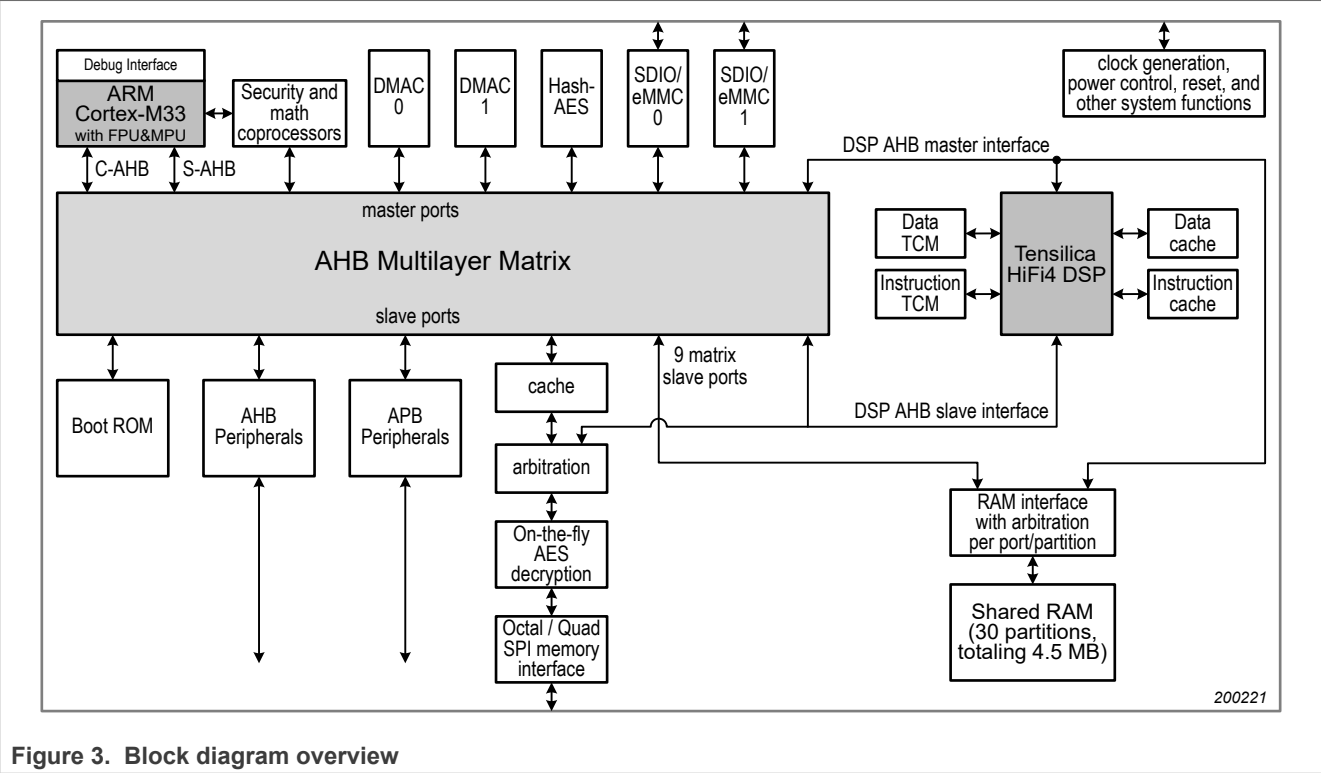 Debug Interface
ARM
Cortex-M33
with FPU&MPU
Security and
math
coprocessors
DMAC
0
DMAC
1
Hash-
AES
SDIO/
eMMC
0
SDIO/
eMMC
1
clock generation,
power control, reset, and
other system functions
C-AHB
S-AHB
DSP AHB master interface
master ports
AHB Multilayer Matrix
slave ports
Data
TCM
Instruction
TCM
Tensilica
HiFi4 DSP
Data
cache
Instruction
cache
9 matrix
slave ports
Boot ROM
AHB
Peripherals
APB
Peripherals
cache
DSP AHB slave interface
arbitration
On-the-fly
AES
decryption
Octal / Quad
SPI memory
interface
RAM interface
with arbitration
per port/partition
Shared RAM
(30 partitions,
totaling 4.5 MB)
200221
Figure 3. Block diagram overview